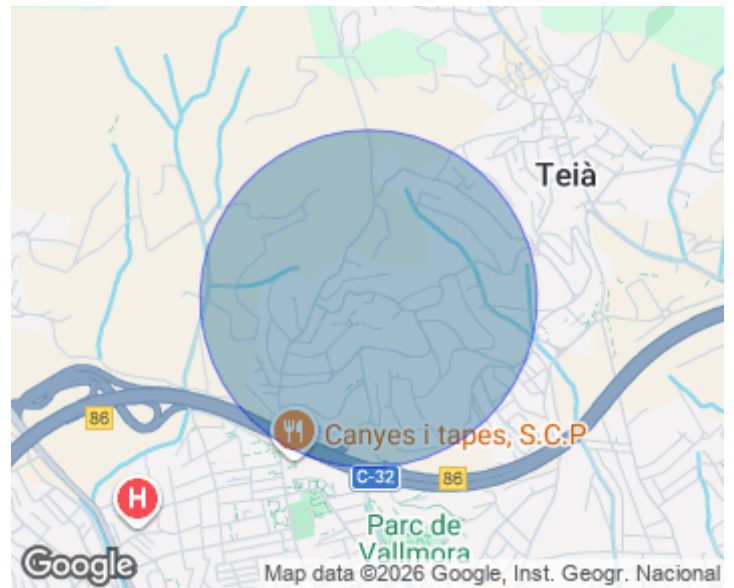 Teià
86
Canyes i tapes, S.C.P
C-32
86
H
Parc de
Vallmora
Google
Map data ©2026 Google, Inst. Geogr. Nacional